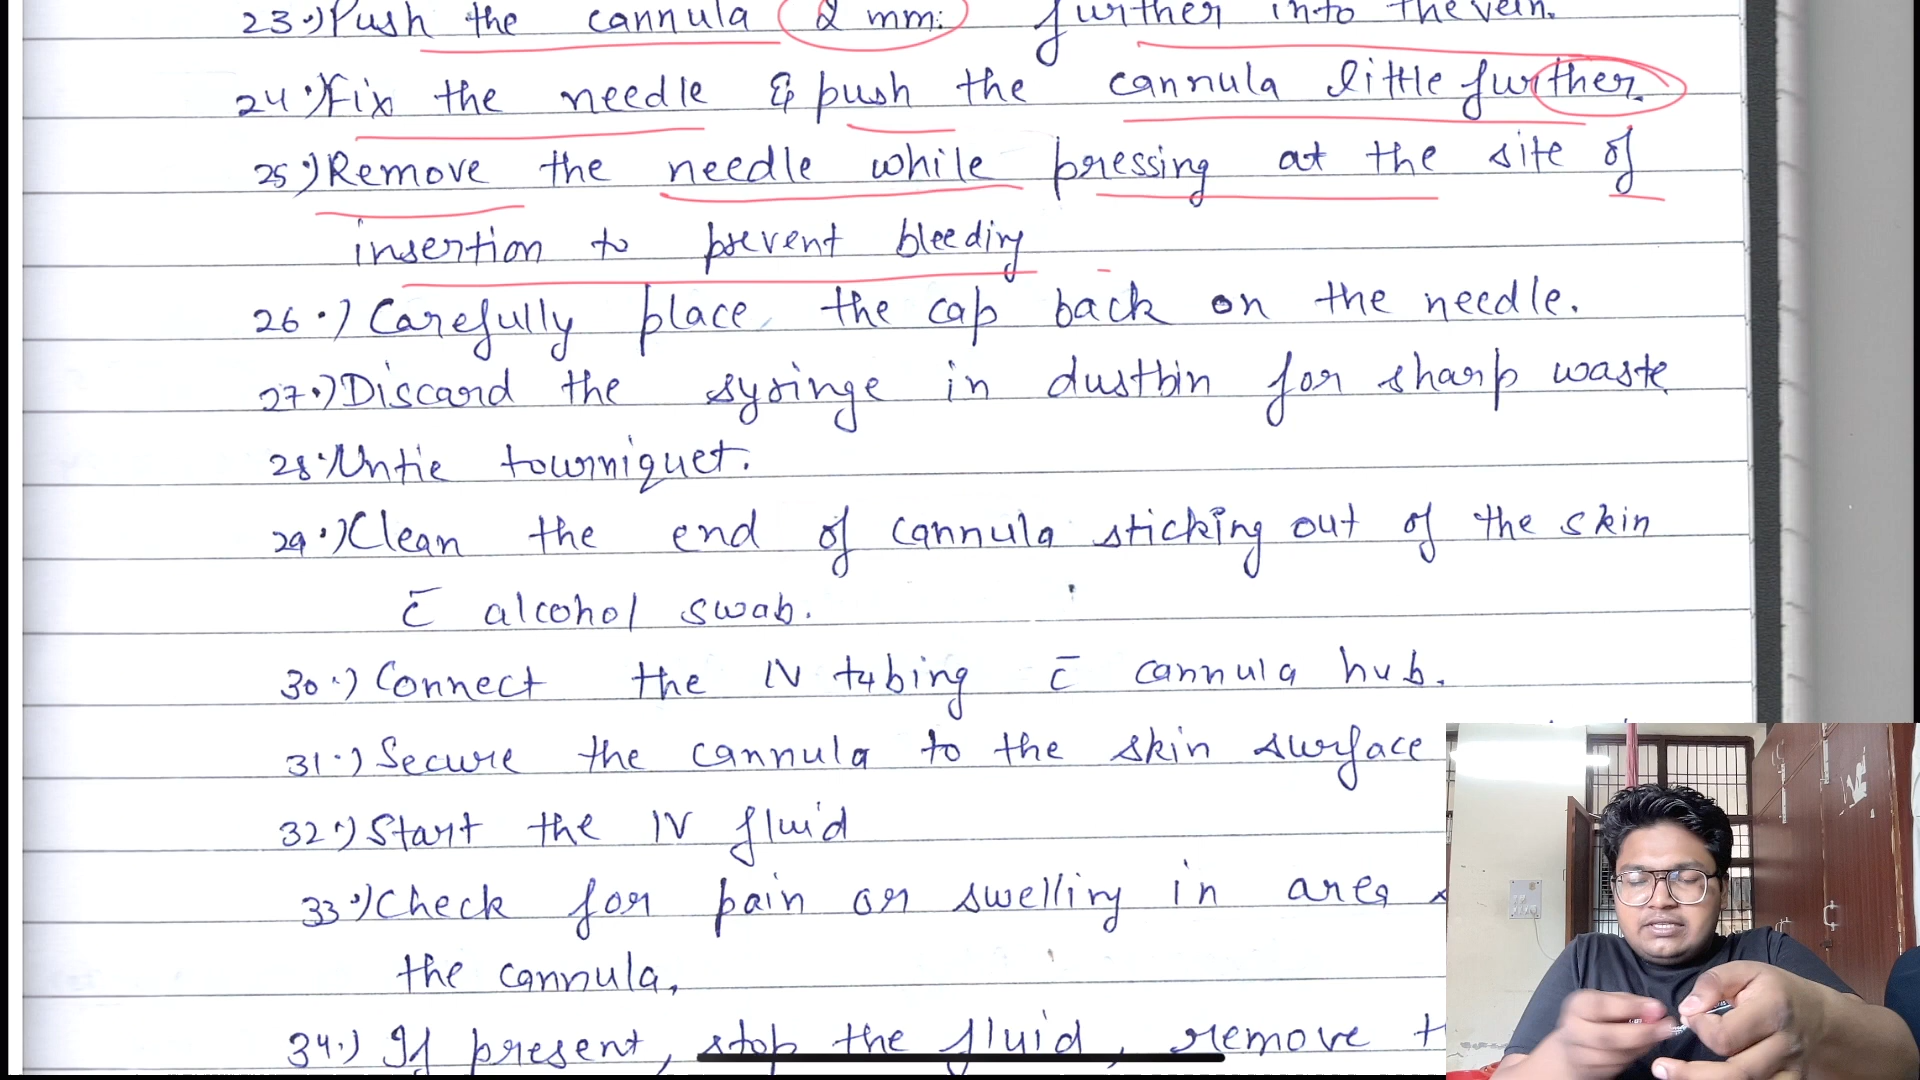 23.) Push the cannula 2 mm. further into the vein.
24.) Fix the needle & push the cannula little further.
25.) Remove the needle while pressing at the site of
insertion to prevent bleeding
26.) Carefully place the cap back on the needle.
27.) Discard the syringe in dustbin for sharp waste
28.) Untie tourniquet.
29.) Clean the end of cannula sticking out of the skin
c̄ alcohol swab.
30.) Connect the IV tubing c̄ cannula hub.
31.) Secure the cannula to the skin surface
32.) Start the IV fluid
33.) Check for pain or swelling in area
the cannula.
34.) If present, stop the fluid, remove